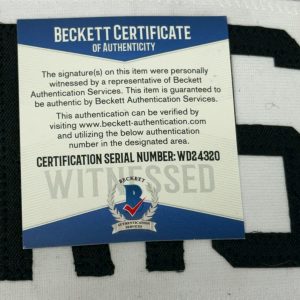 BECKETT CERTIFICATE
OF AUTHENTICITY
The signature(s) on this item were personally
witnessed by a representative of Beckett
Authentication Services. This item is guaranteed to
be authentic by Beckett Authentication Services.
This authentication can be verified by
visiting www.beckett-authentication.com
and utilizing the below authentication
number in the designated area.
CERTIFICATION SERIAL NUMBER: WD24320
WITNESSED
BECKETT
B
AUTHENTICATION
SERVICES